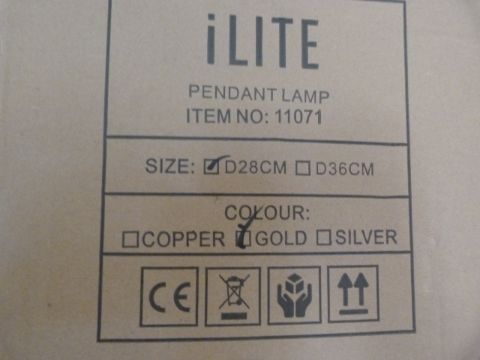 iLITE
PENDANT LAMP
ITEM NO: 11071
SIZE: ☑D28CM ☐D36CM
COLOUR:
☐COPPER ☑GOLD ☐SILVER
CE